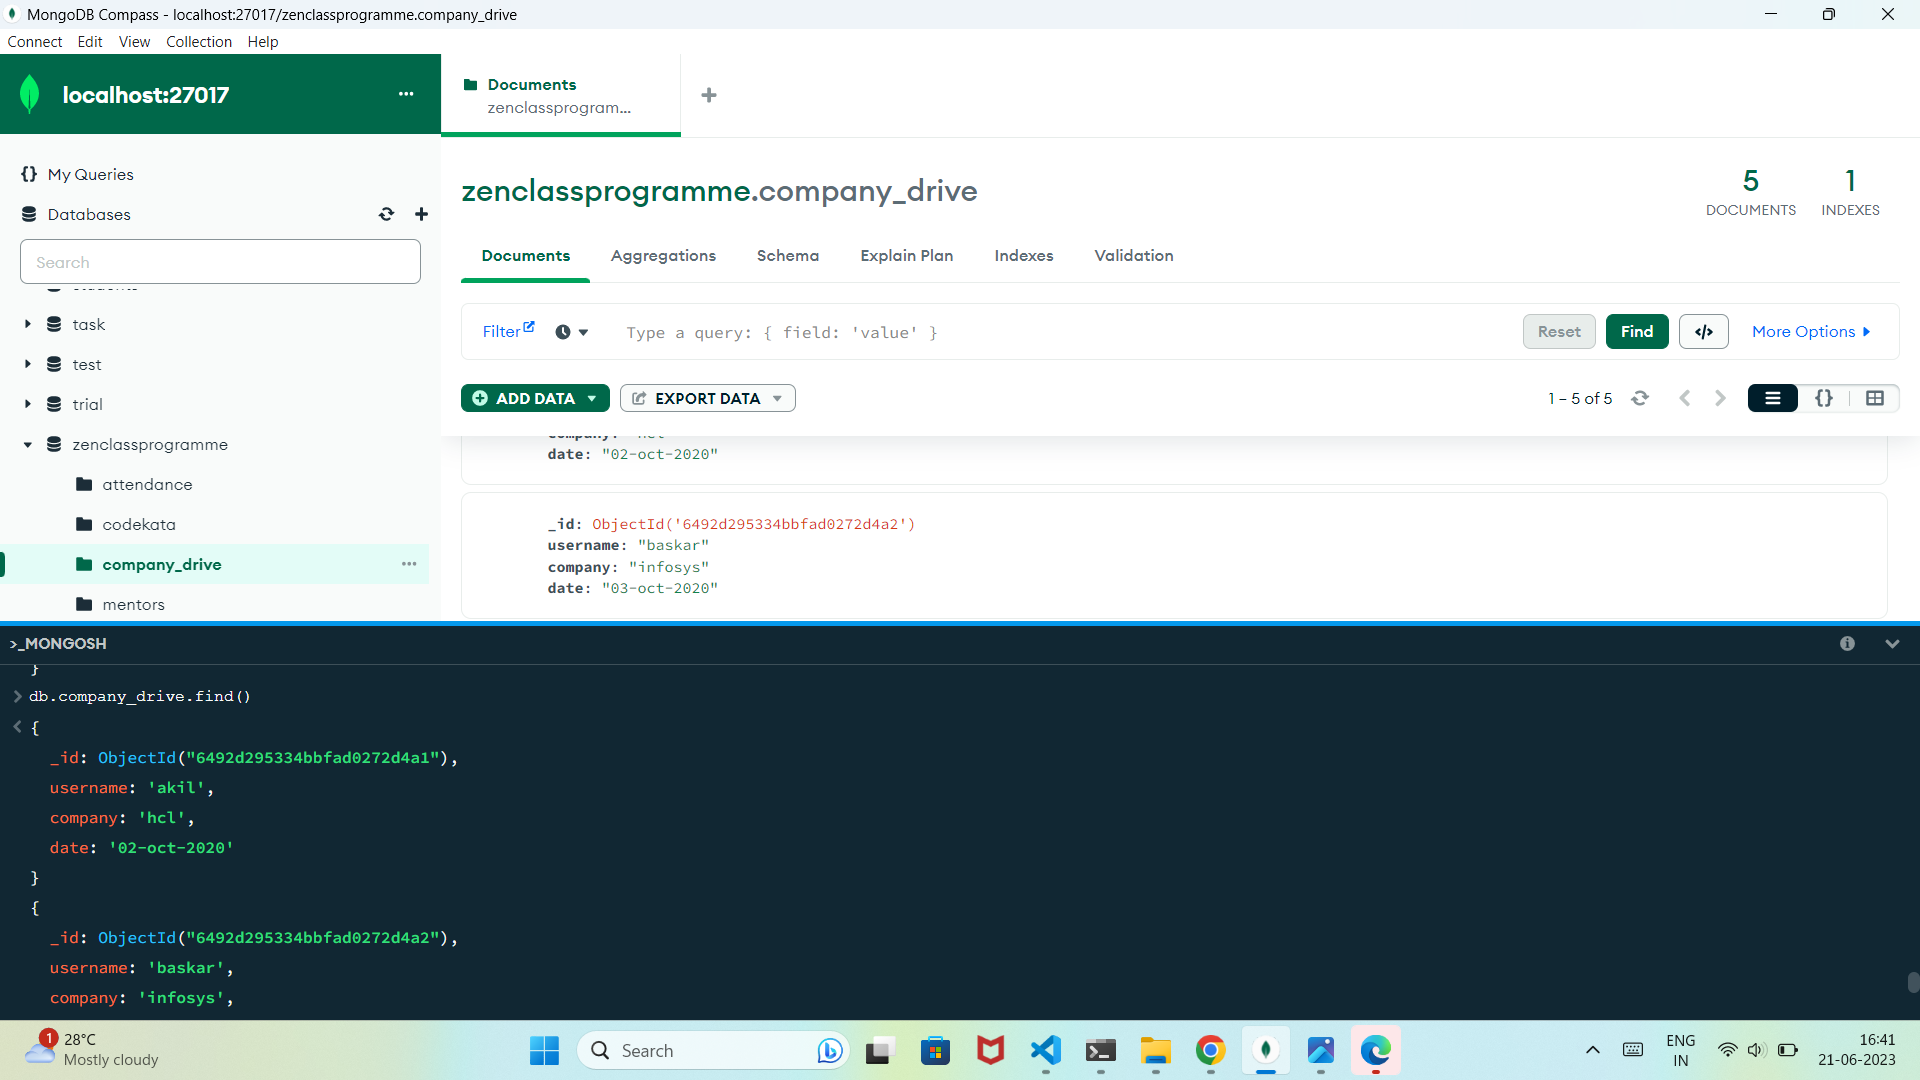 MongoDB Compass - localhost:27017/zenclassprogramme.company_drive
Connect Edit View Collection Help
localhost:27017
Documents
zenclassprogram...
My Queries
Databases
Search
task
test
trial
zenclassprogramme
attendance
codekata
company_drive
mentors
zenclassprogramme.company_drive
5
DOCUMENTS
1
INDEXES
Documents Aggregations Schema Explain Plan Indexes Validation
Filter Type a query: { field: 'value' } Reset Find </> More Options
ADD DATA EXPORT DATA 1 – 5 of 5 {}
date: "02-oct-2020"
_id: ObjectId('6492d295334bbfad0272d4a2')
username: "baskar"
company: "infosys"
date: "03-oct-2020"
>_MONGOSH
}
> db.company_drive.find()
< {
_id: ObjectId("6492d295334bbfad0272d4a1"),
username: 'akil',
company: 'hcl',
date: '02-oct-2020'
}
{
_id: ObjectId("6492d295334bbfad0272d4a2"),
username: 'baskar',
company: 'infosys',
1
28°C
Mostly cloudy
Search
ENG
IN
16:41
21-06-2023